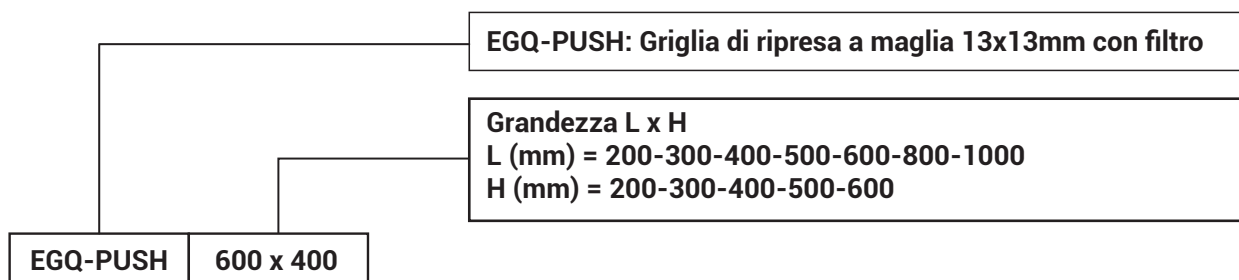 EGQ-PUSH: Griglia di ripresa a maglia 13x13mm con filtro
Grandezza L x H
L (mm) = 200-300-400-500-600-800-1000
H (mm) = 200-300-400-500-600
EGQ-PUSH 600 x 400